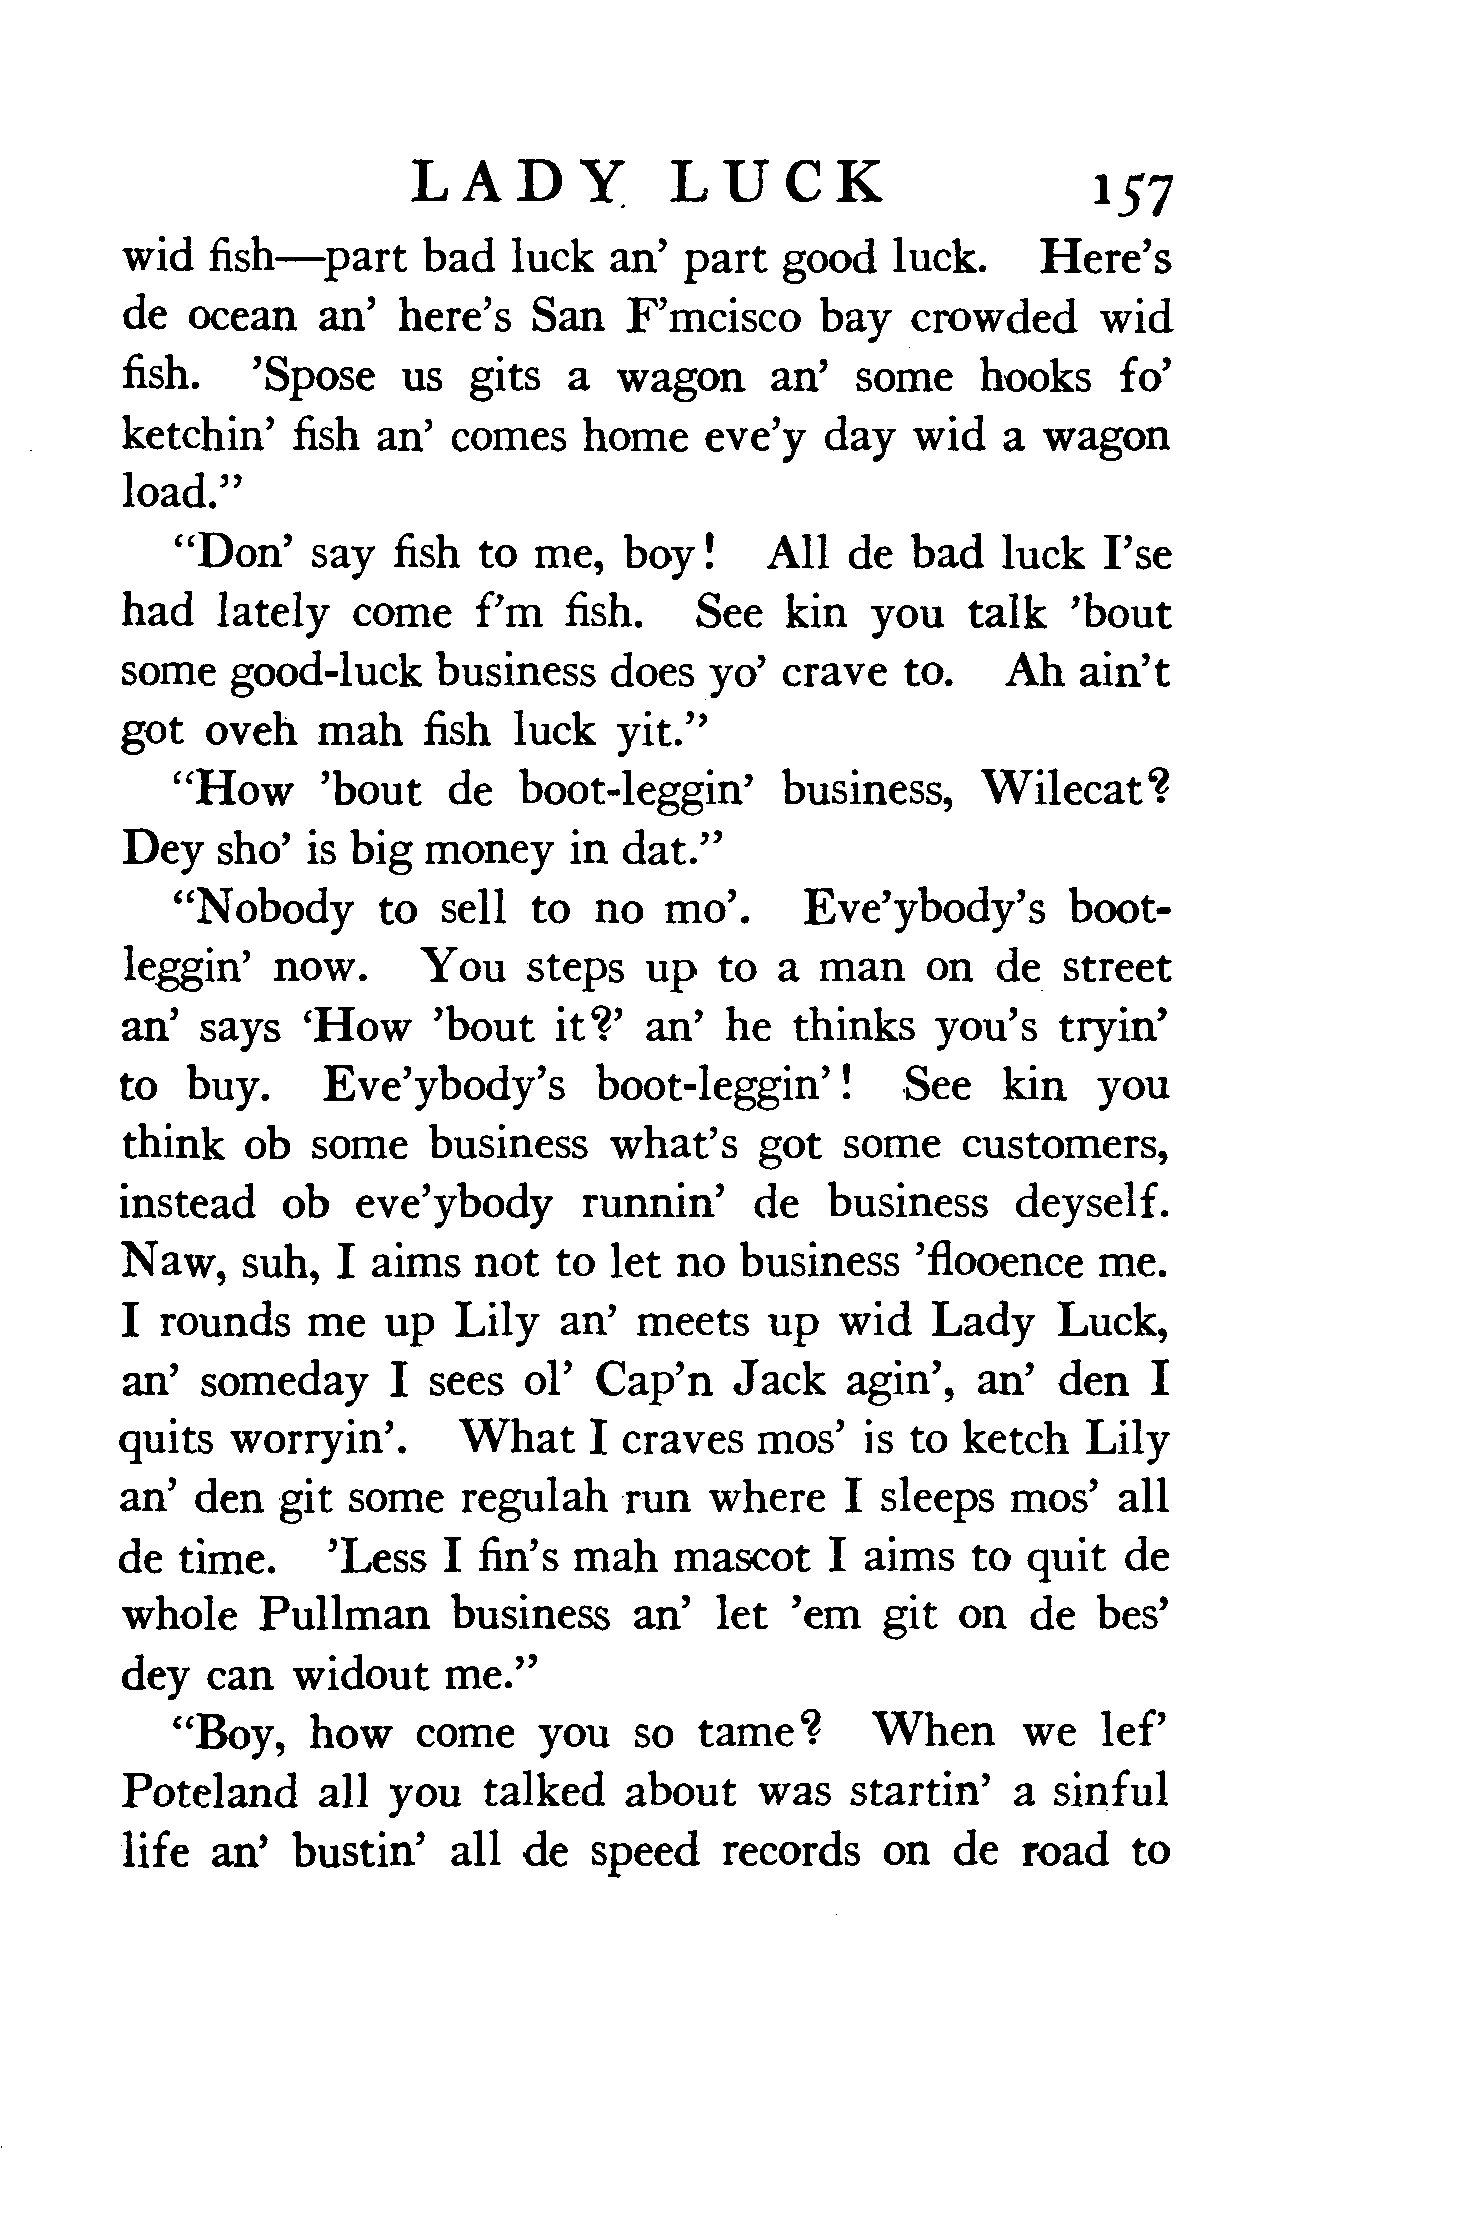 LADY LUCK 157
wid fish—part bad luck an’ part good luck. Here’s
de ocean an’ here’s San F’mcisco bay crowded wid
fish. ’Spose us gits a wagon an’ some hooks fo’
ketchin’ fish an’ comes home eve’y day wid a wagon
load.”
“Don’ say fish to me, boy! All de bad luck I’se
had lately come f’m fish. See kin you talk ’bout
some good-luck business does yo’ crave to. Ah ain’t
got oveh mah fish luck yit.”
“How ’bout de boot-leggin’ business, Wilecat?
Dey sho’ is big money in dat.”
“Nobody to sell to no mo’. Eve’ybody’s boot-
leggin’ now. You steps up to a man on de street
an’ says ‘How ’bout it?’ an’ he thinks you’s tryin’
to buy. Eve’ybody’s boot-leggin’! See kin you
think ob some business what’s got some customers,
instead ob eve’ybody runnin’ de business deyself.
Naw, suh, I aims not to let no business ’flooence me.
I rounds me up Lily an’ meets up wid Lady Luck,
an’ someday I sees ol’ Cap’n Jack agin’, an’ den I
quits worryin’. What I craves mos’ is to ketch Lily
an’ den git some regulah run where I sleeps mos’ all
de time. ’Less I fin’s mah mascot I aims to quit de
whole Pullman business an’ let ’em git on de bes’
dey can widout me.”
“Boy, how come you so tame? When we lef’
Poteland all you talked about was startin’ a sinful
life an’ bustin’ all de speed records on de road to